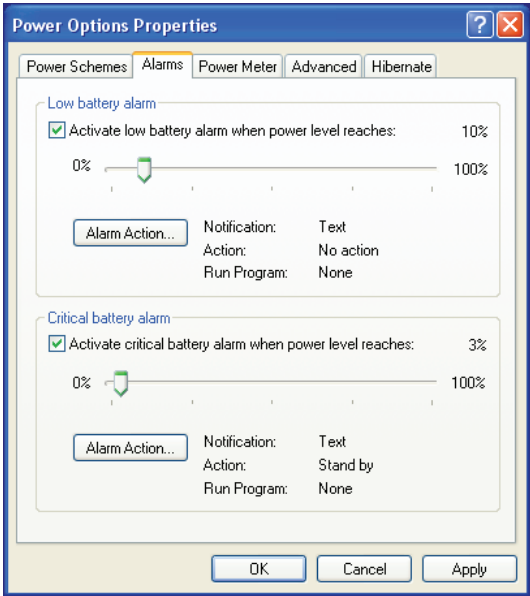 Power Options Properties
Power Schemes Alarms Power Meter Advanced Hibernate
Low battery alarm
Activate low battery alarm when power level reaches: 10%
0% 100%
Alarm Action... Notification: Text
Action: No action
Run Program: None
Critical battery alarm
Activate critical battery alarm when power level reaches: 3%
0% 100%
Alarm Action... Notification: Text
Action: Stand by
Run Program: None
OK Cancel Apply